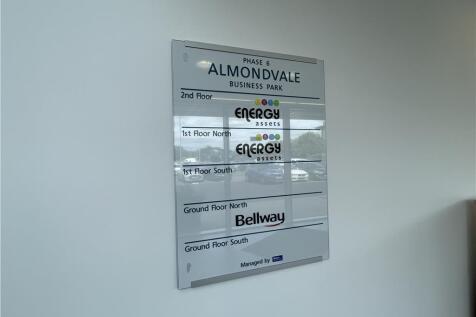 PHASE 6
ALMONDVALE
BUSINESS PARK
2nd Floor
ENERGY
assets
1st Floor North
ENERGY
assets
1st Floor South
Ground Floor North
Bellway
Ground Floor South
Managed by